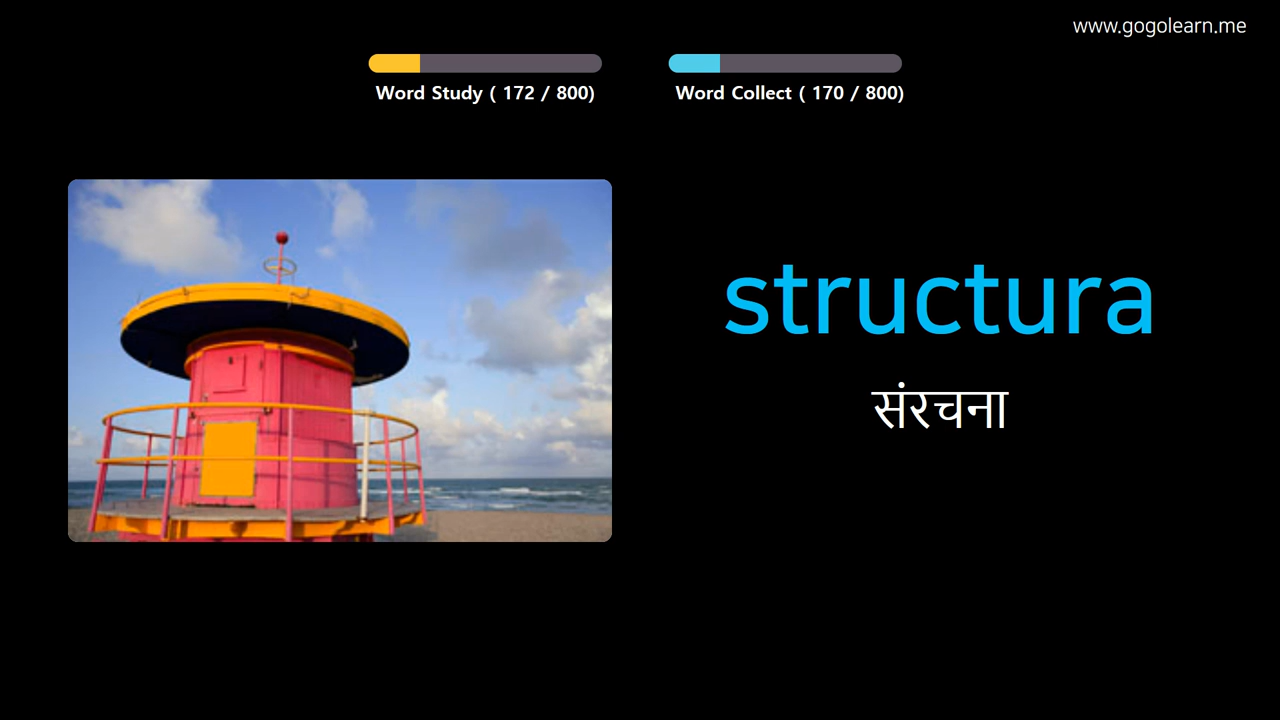 www.gogolearn.me
Word Study ( 172 / 800)
Word Collect ( 170 / 800)
structura
संरचना